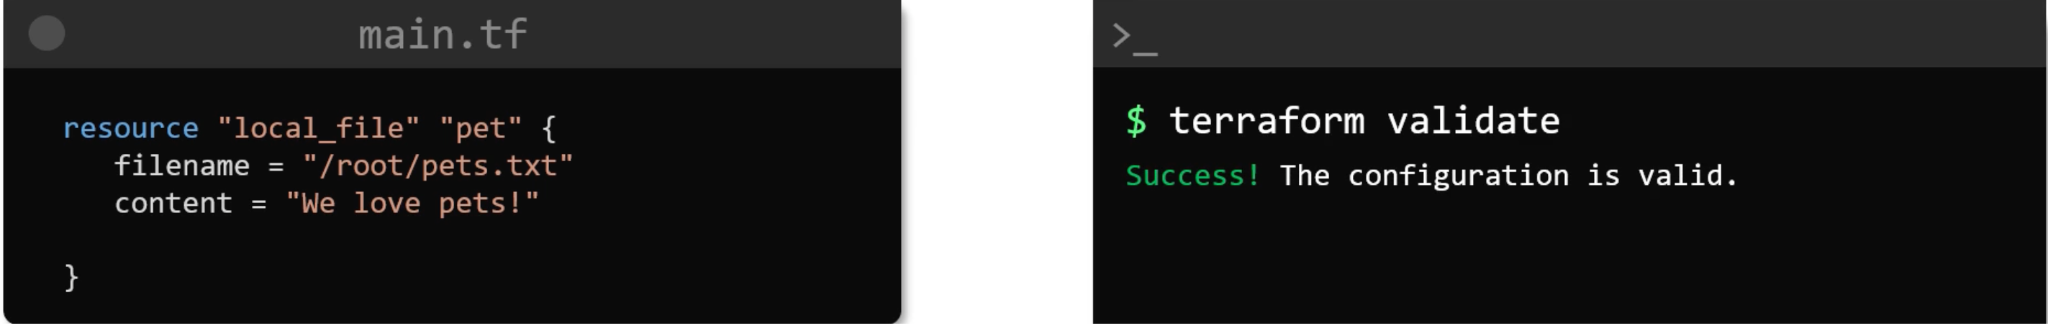 main.tf
resource "local_file" "pet" {
filename = "/root/pets.txt"
content = "We love pets!"
}
>_
$ terraform validate
Success! The configuration is valid.